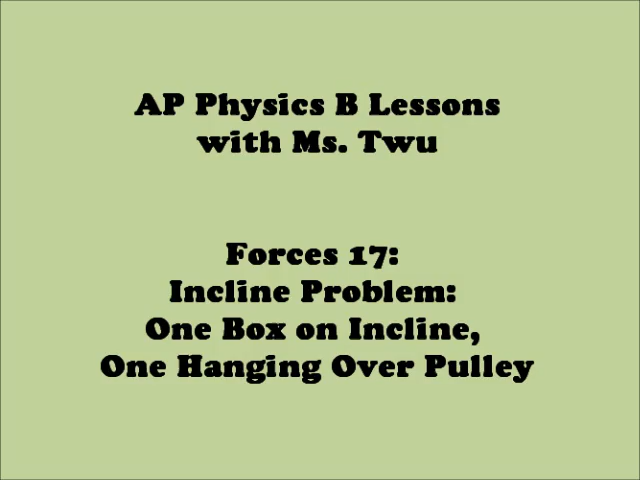 AP Physics B Lessons
with Ms. Twu
Forces 17:
Incline Problem:
One Box on Incline,
One Hanging Over Pulley